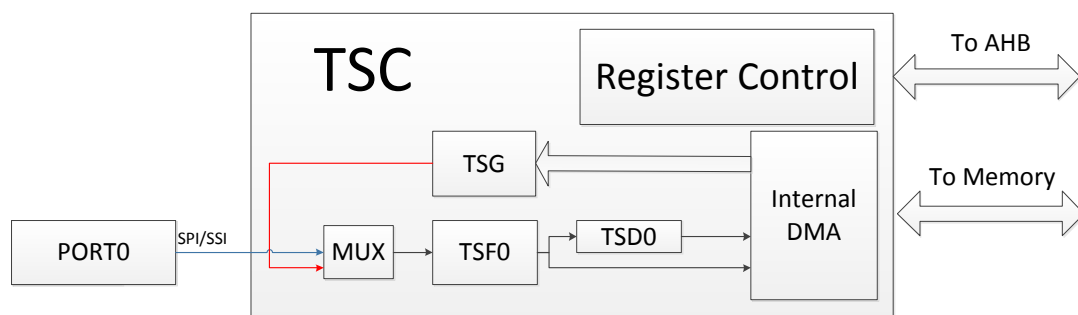 TSC
Register Control
To AHB
TSG
Internal
DMA
To Memory
PORT0
SPI/SSI
MUX
TSF0
TSD0